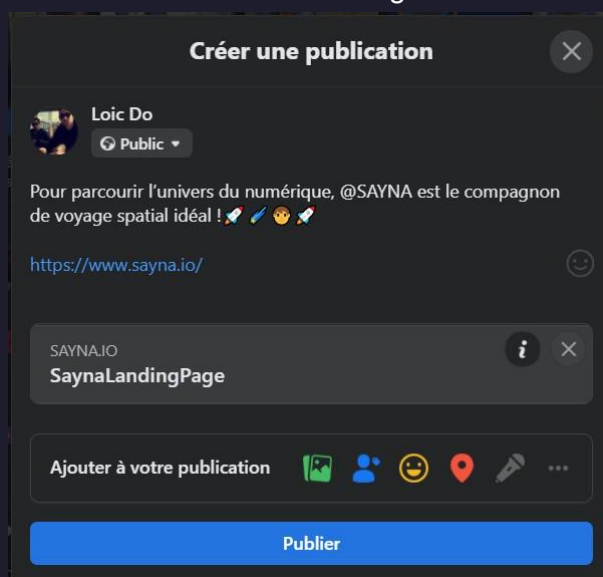 Créer une publication
Loic Do
Public
Pour parcourir l'univers du numérique, @SAYNA est le compagnon
de voyage spatial idéal !
https://www.sayna.io/
SAYNA.IO
SaynaLandingPage
Ajouter à votre publication
Publier